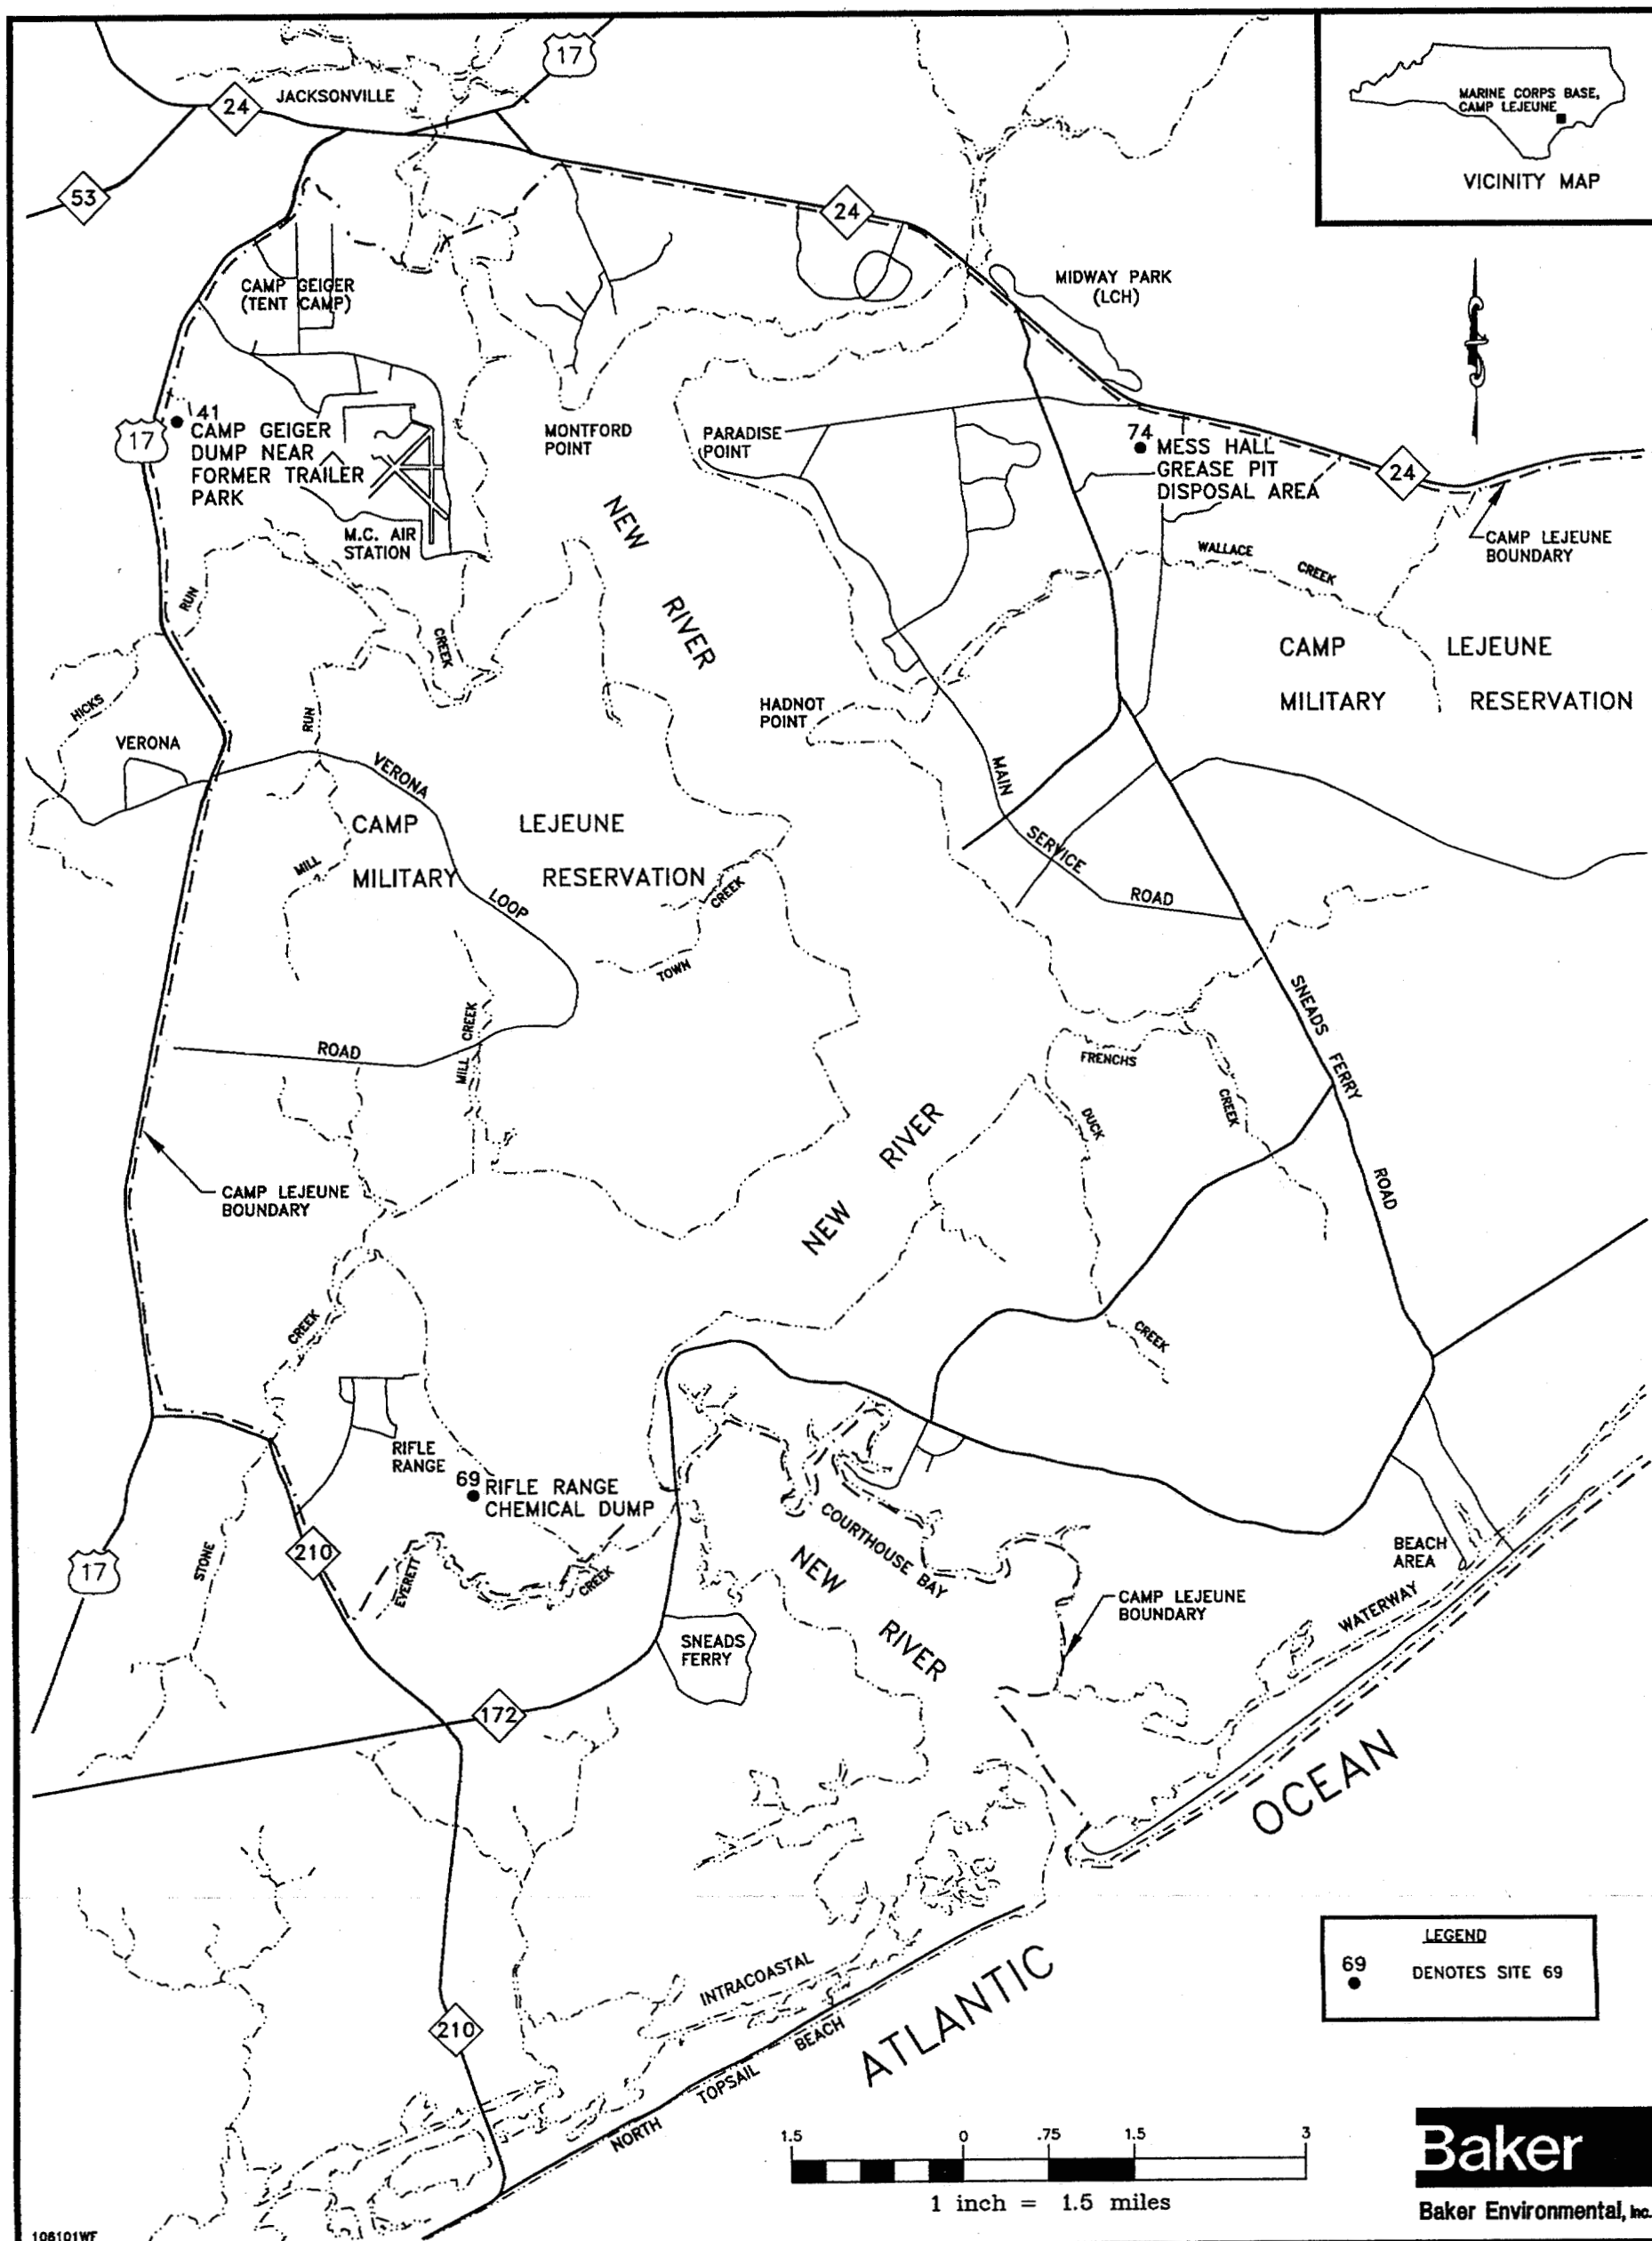 17
JACKSONVILLE
24
53
MARINE CORPS BASE,
CAMP LEJEUNE
VICINITY MAP
24
CAMP GEIGER
(TENT CAMP)
MIDWAY PARK
(LCH)
41
CAMP GEIGER
DUMP NEAR
FORMER TRAILER
PARK
17
MONTFORD
POINT
PARADISE
POINT
74
MESS HALL
GREASE PIT
DISPOSAL AREA
24
M.C. AIR
STATION
NEW
RIVER
CAMP LEJEUNE
BOUNDARY
WALLACE
CREEK
RUN
CREEK
HICKS
RUN
CAMP LEJEUNE
MILITARY RESERVATION
HADNOT
POINT
VERONA
VERONA
LOOP
MAIN
SERVICE
ROAD
CAMP LEJEUNE
MILITARY RESERVATION
MILL
CREEK
TOWN
MILL CREEK
ROAD
SNEADS FERRY
ROAD
FRENCHS
CREEK
DUCK
CREEK
NEW RIVER
CAMP LEJEUNE
BOUNDARY
CREEK
RIFLE
RANGE
69
RIFLE RANGE
CHEMICAL DUMP
210
17
STONE
EVERETT
CREEK
COURTHOUSE BAY
NEW
RIVER
BEACH
AREA
CAMP LEJEUNE
BOUNDARY
WATERWAY
SNEADS
FERRY
172
OCEAN
INTRACOASTAL
ATLANTIC
210
NORTH TOPSAIL BEACH
LEGEND
69
DENOTES SITE 69
1.5 0 .75 1.5 3
1 inch = 1.5 miles
Baker
Baker Environmental, Inc.
106101WF